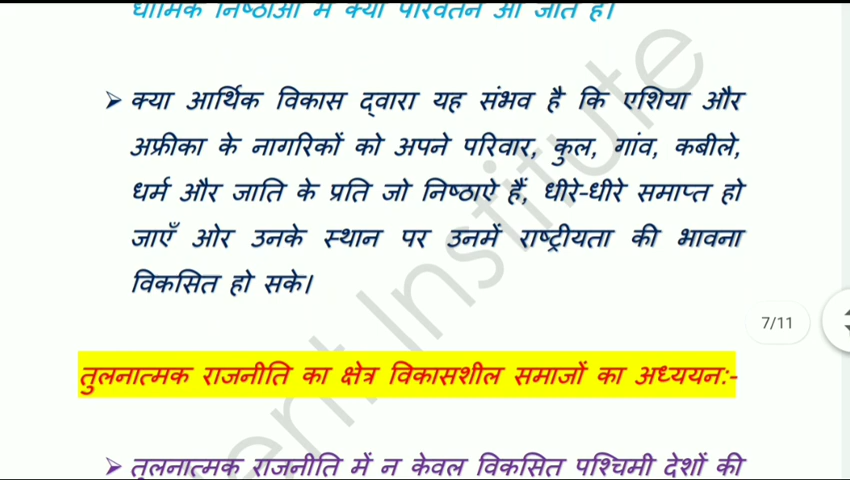 धार्मिक निष्ठाओं में क्या परिवर्तन आ जाते हैं।
➤ क्या आर्थिक विकास द्वारा यह संभव है कि एशिया और
अफ्रीका के नागरिकों को अपने परिवार, कुल, गांव, कबीले,
धर्म और जाति के प्रति जो निष्ठाऐ हैं, धीरे-धीरे समाप्त हो
जाएँ ओर उनके स्थान पर उनमें राष्ट्रीयता की भावना
विकसित हो सके।
7/11
तुलनात्मक राजनीति का क्षेत्र विकासशील समाजों का अध्ययन:-
➤ तुलनात्मक राजनीति में न केवल विकसित पश्चिमी देशों की
Institute